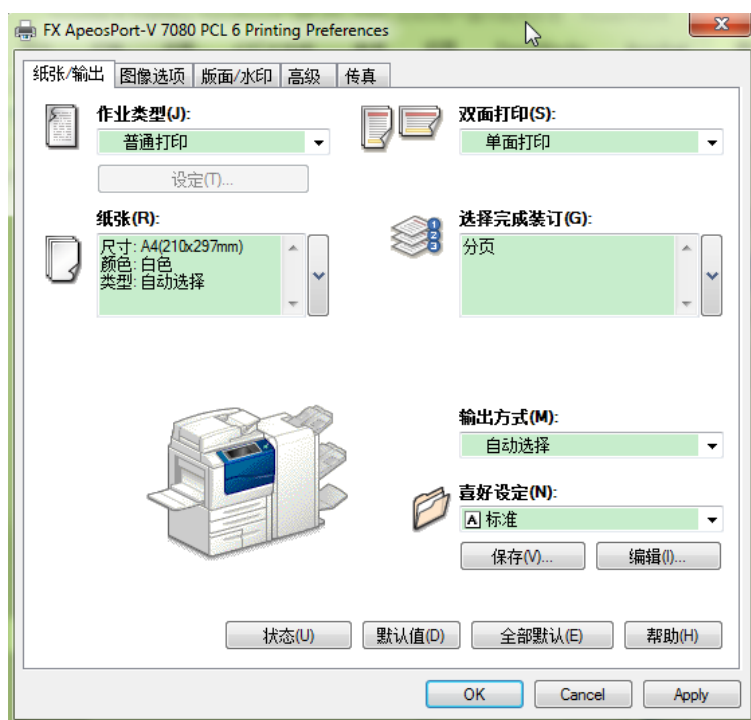 FX ApeosPort-V 7080 PCL 6 Printing Preferences
纸张/输出 图像选项 版面/水印 高级 传真
作业类型(J):
普通打印
设定(T)...
双面打印(S):
单面打印
纸张(R):
尺寸: A4(210x297mm)
颜色: 白色
类型: 自动选择
选择完成装订(G):
分页
1
2
3
输出方式(M):
自动选择
喜好设定(N):
A 标准
保存(V)... 编辑(I)...
状态(U) 默认值(D) 全部默认(E) 帮助(H)
OK Cancel Apply